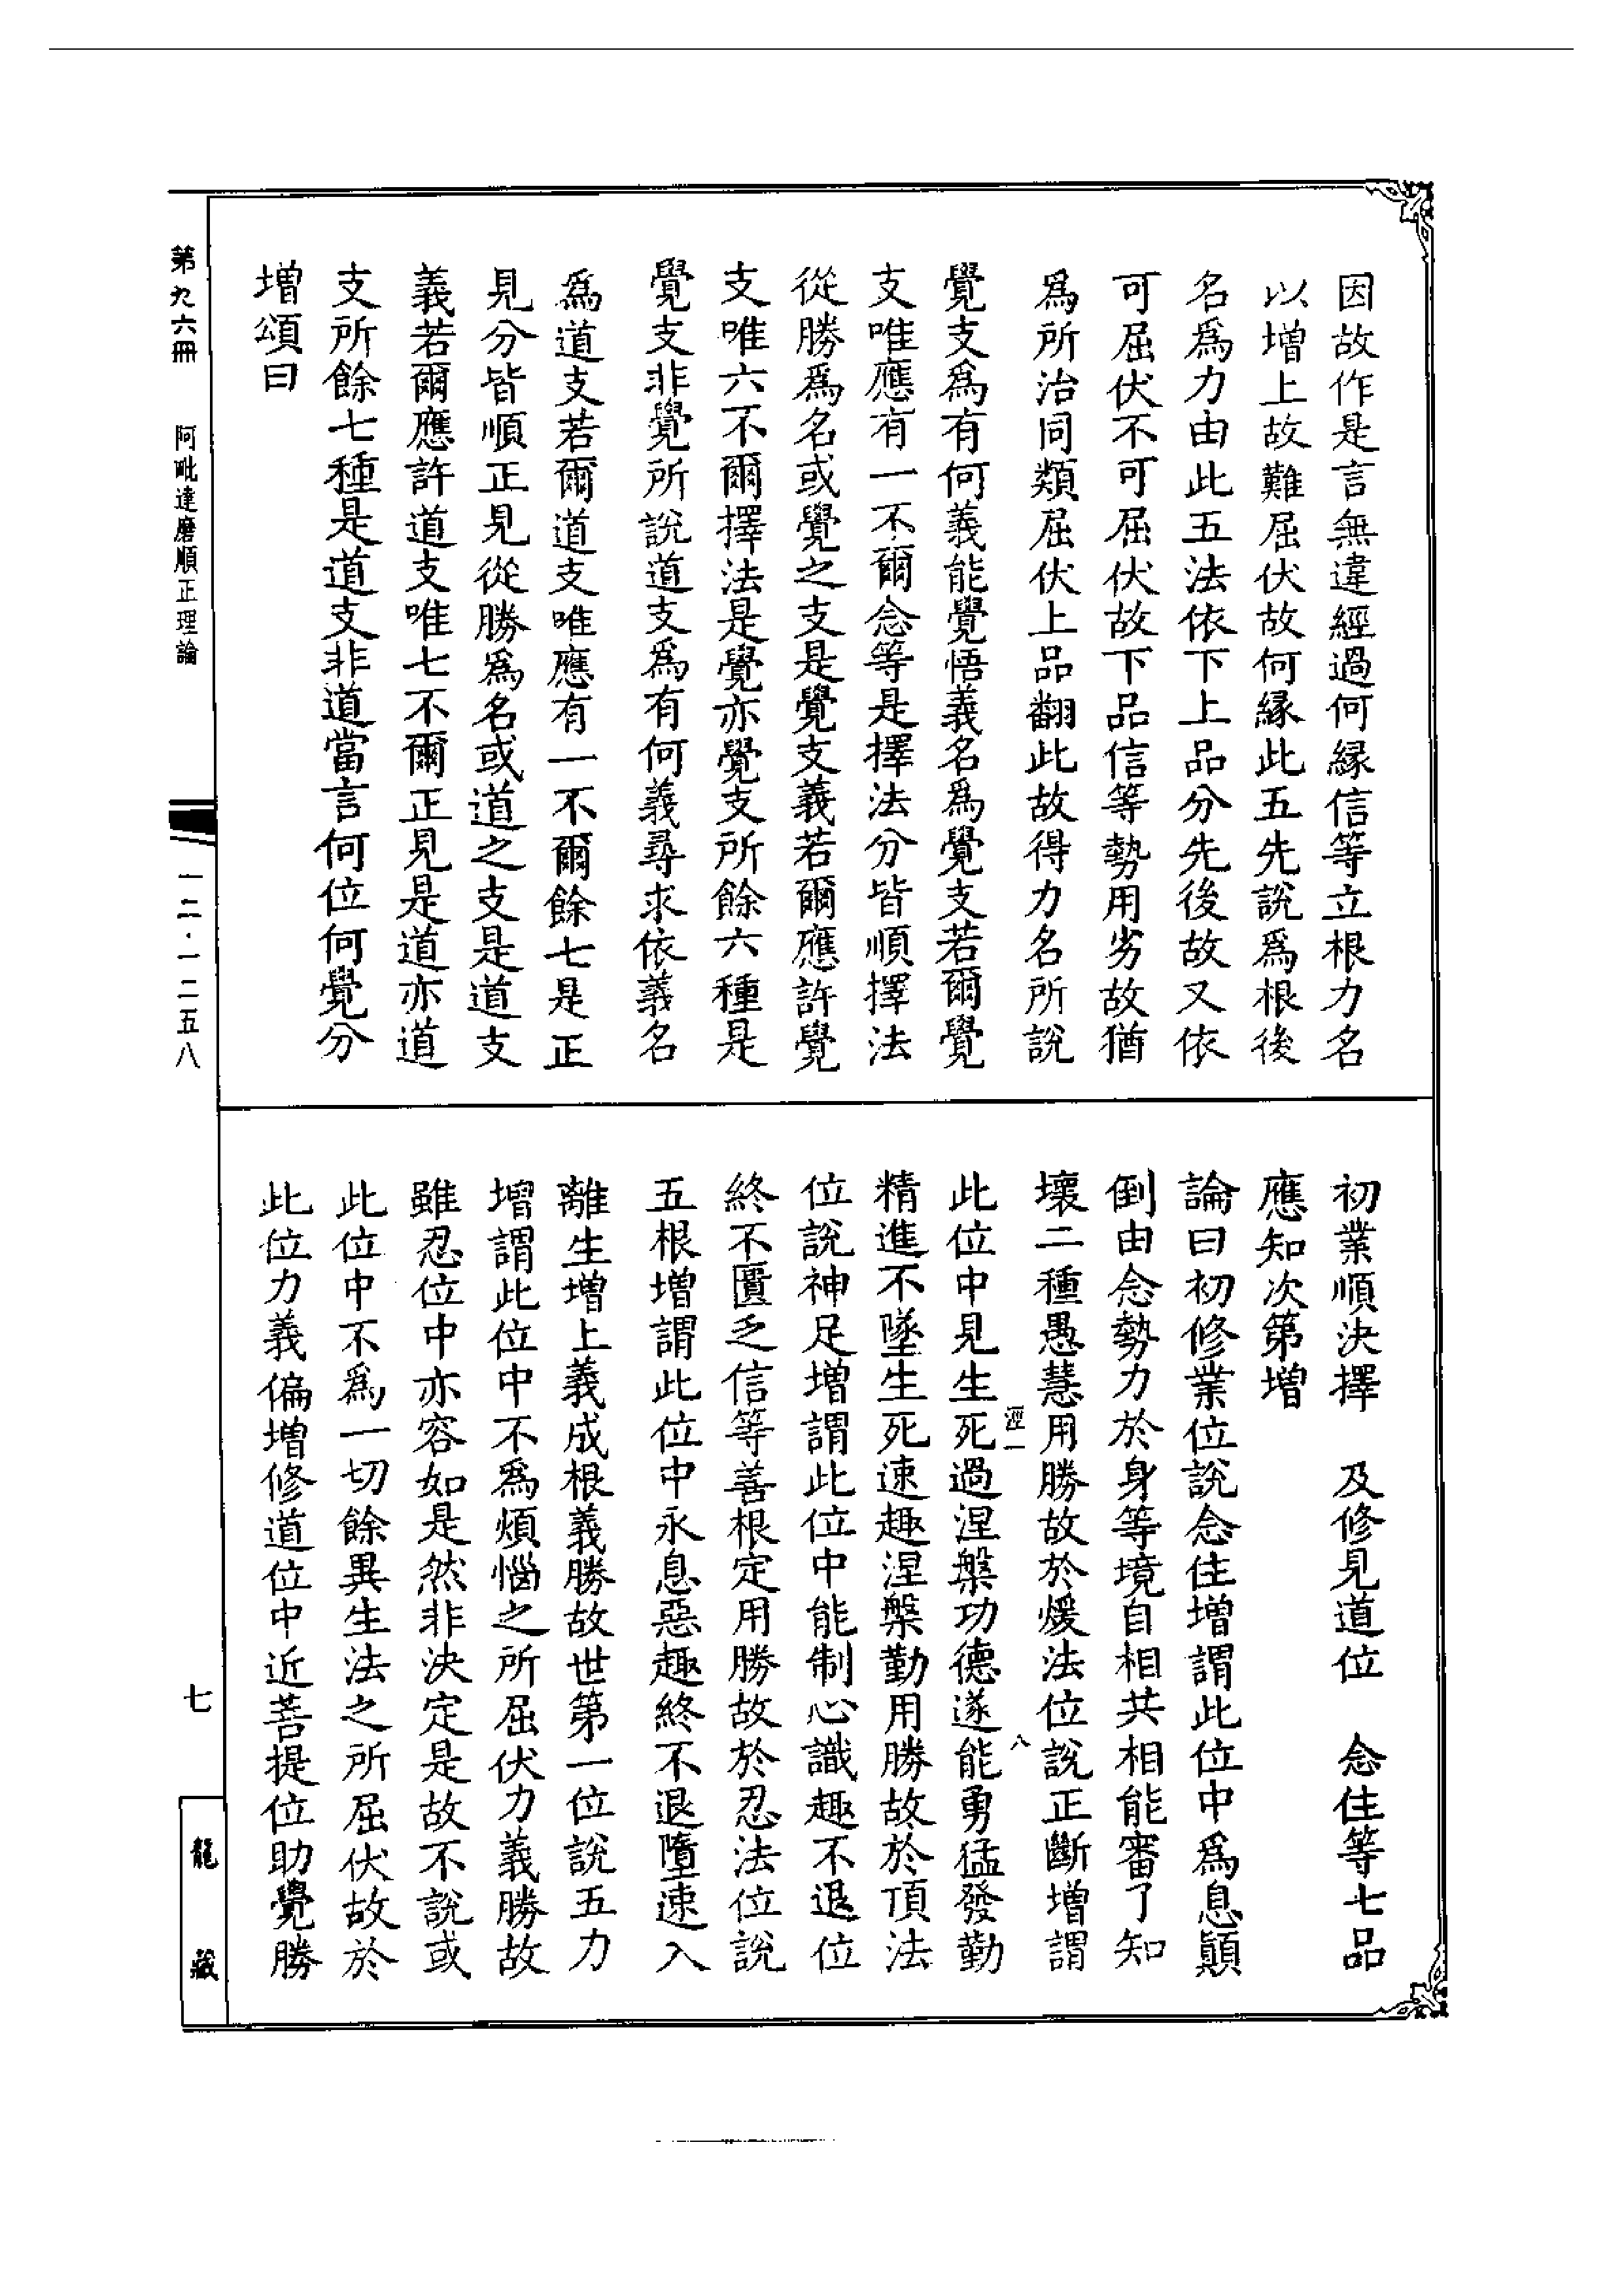 因故作是言無違經過何緣信等立根力名
以增上故難屈伏故何緣此五先說爲根後
名爲力由此五法依下上品分先後故又依
可屈伏不可屈伏故下品信等勢用劣故猶
爲所治同類屈伏上品翻此故得力名所說
覺支爲有何義能覺悟義名爲覺支若爾覺
支唯應有一不爾念等是擇法分皆順擇法
從勝爲名或覺之支是覺支義若爾應許覺
支唯六不爾擇法是覺亦覺支所餘六種是
覺支非覺所說道支爲有何義尋求依義名
爲道支若爾道支唯應有一不爾餘七是正
見分皆順正見從勝爲名或道之支是道支
義若爾應許道支唯七不爾正見是道亦道
支所餘七種是道支非道當言何位何覺分
增頌曰
初業順決擇　及修見道位　念住等七品
應知次第增
論曰初修業位說念住增謂此位中爲息顛
倒由念勢力於身等境自相共相能審了知
壞二種愚慧用勝故於煖法位說正斷增謂
涇一
八
此位中見生死過涅槃功德遂能勇猛發勤
精進不墜生死速趣涅槃勤用勝故於頂法
位說神足增謂此位中能制心識趣不退位
終不匱乏信等善根定用勝故於忍法位說
五根增謂此位中永息惡趣終不退墮速入
離生增上義成根義勝故世第一位說五力
增謂此位中不爲煩惱之所屈伏力義勝故
雖忍位中亦容如是然非決定是故不說或
此位中不爲一切餘異生法之所屈伏故於
此位力義偏增修道位中近菩提位助覺勝
第九六冊　阿毗達磨順正理論
一二·一二五八
七
龍藏